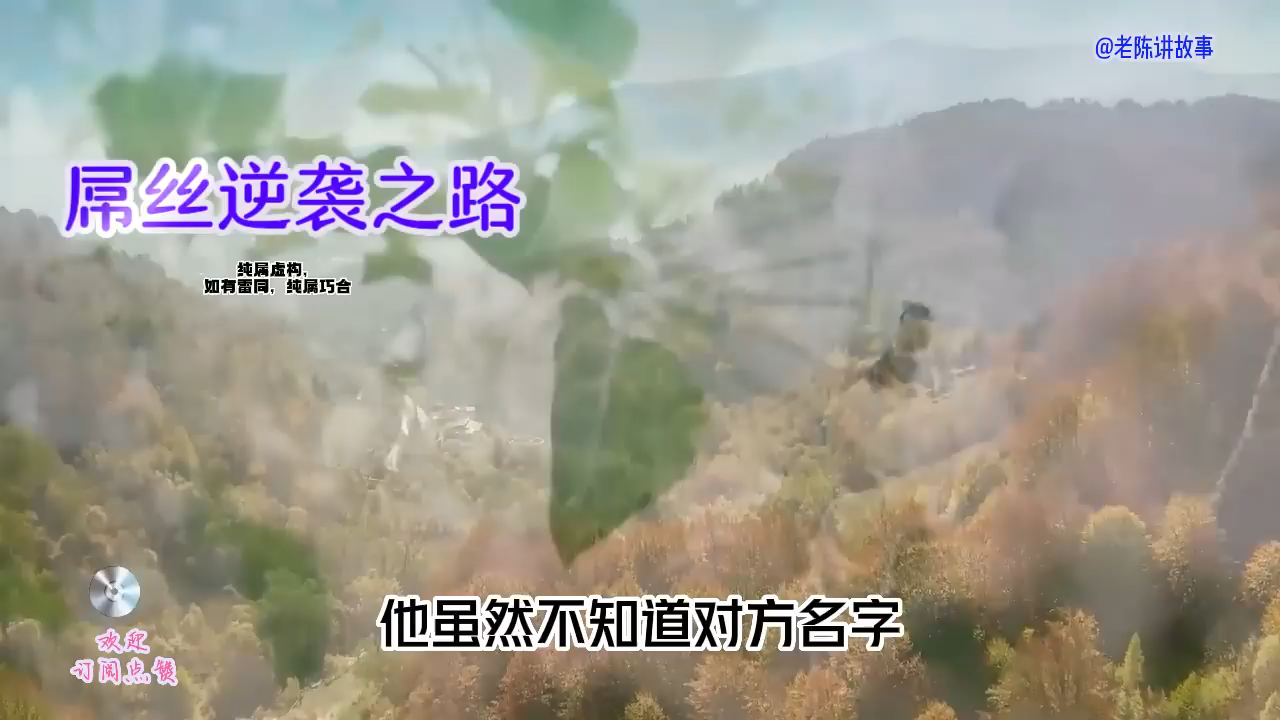 @老陈讲故事
屌丝逆袭之路
纯属虚构，
如有雷同，纯属巧合
他虽然不知道对方名字
欢迎
订阅点赞